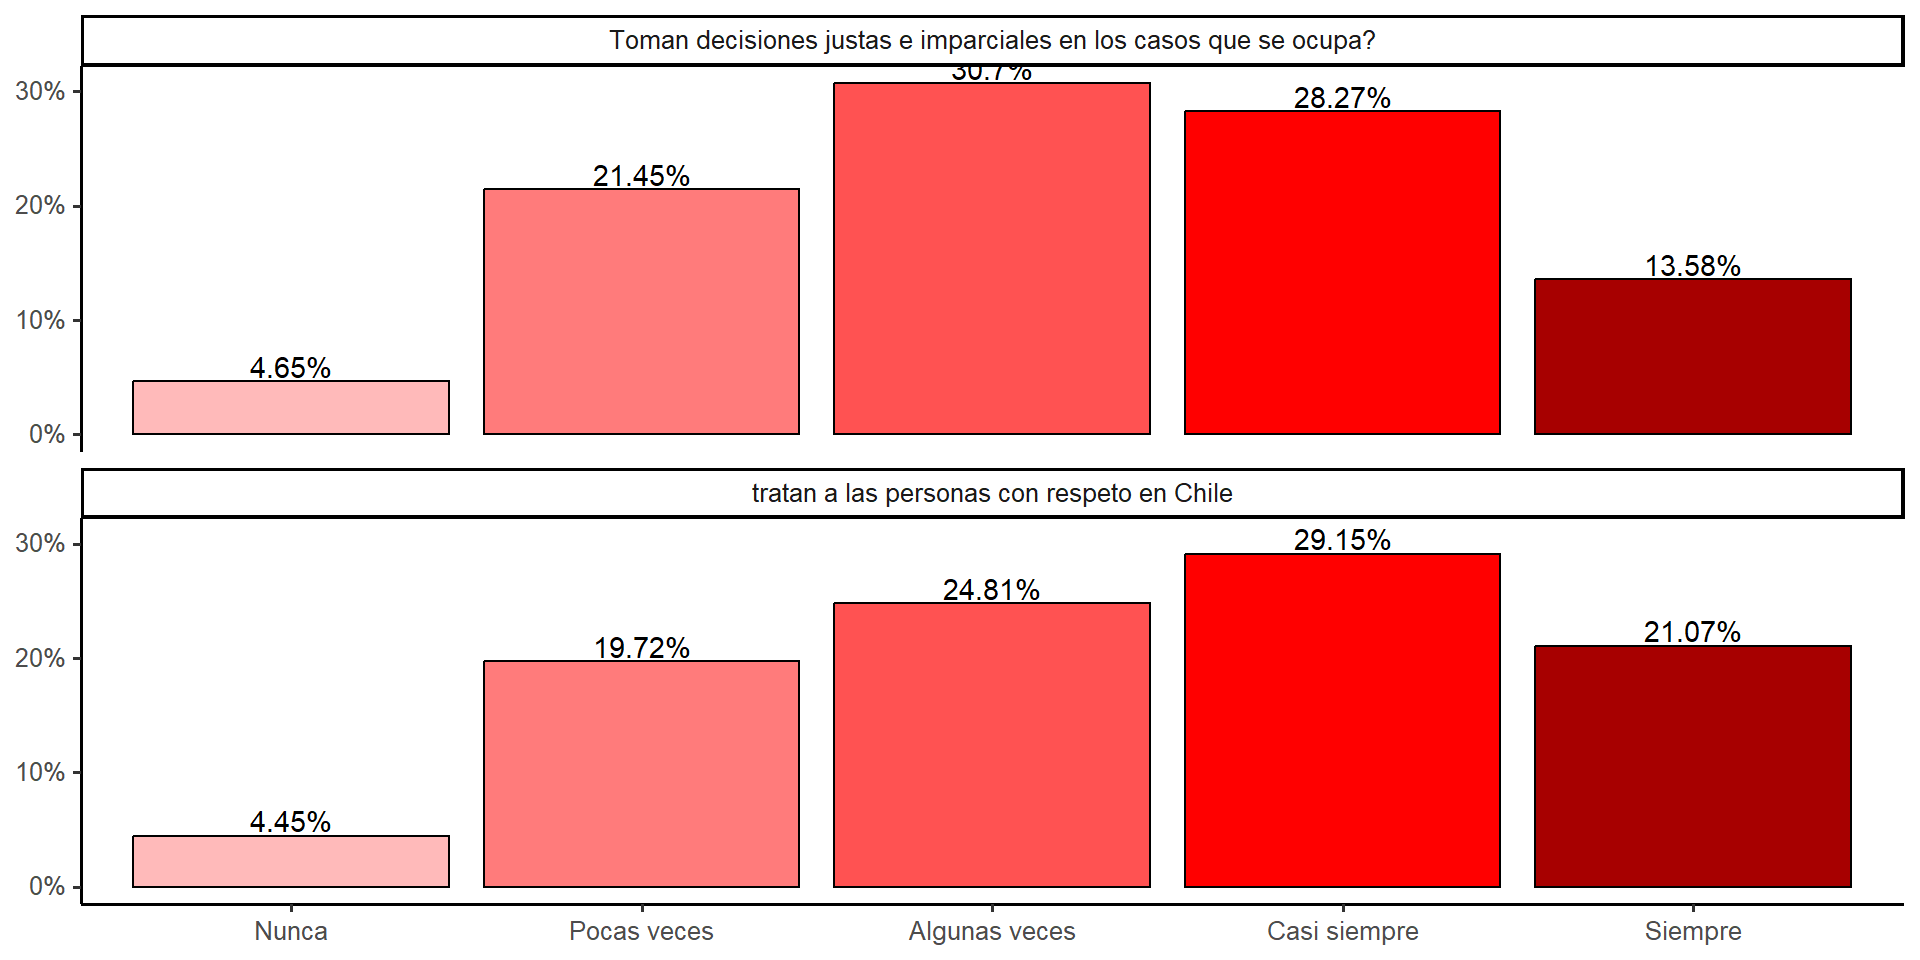 Toman decisiones justas e imparciales en los casos que se ocupa?
30%
20%
10%
0%
4.65%
21.45%
30.7%
28.27%
13.58%
tratan a las personas con respeto en Chile
30%
20%
10%
0%
4.45%
19.72%
24.81%
29.15%
21.07%
Nunca
Pocas veces
Algunas veces
Casi siempre
Siempre